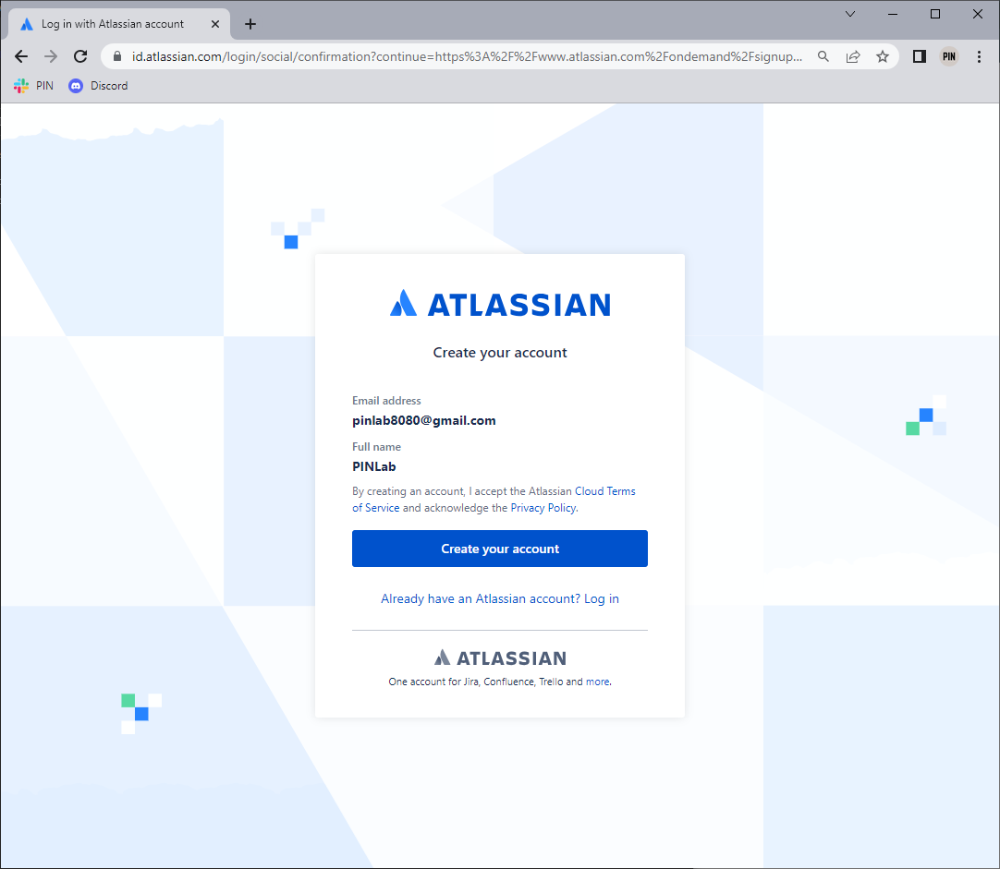 Log in with Atlassian account
id.atlassian.com/login/social/confirmation?continue=https%3A%2F%2Fwww.atlassian.com%2Fondemand%2Fsignup...
PIN
PIN
Discord
ATLASSIAN
Create your account
Email address
pinlab8080@gmail.com
Full name
PINLab
By creating an account, I accept the Atlassian Cloud Terms
of Service and acknowledge the Privacy Policy.
Create your account
Already have an Atlassian account? Log in
ATLASSIAN
One account for Jira, Confluence, Trello and more.